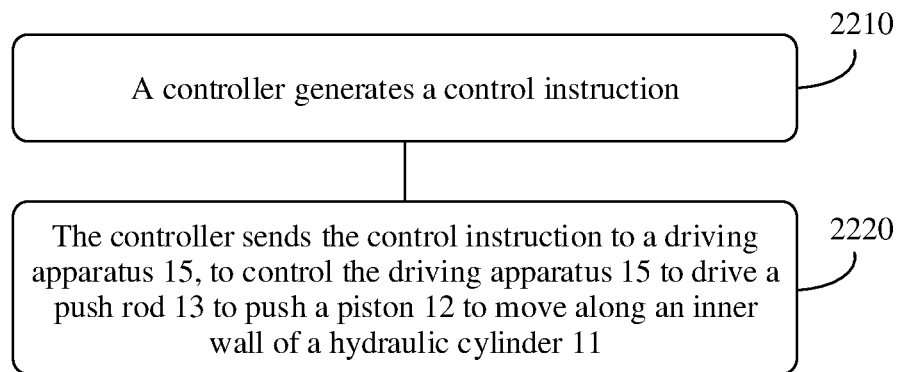 2210
A controller generates a control instruction
2220
The controller sends the control instruction to a driving
apparatus 15, to control the driving apparatus 15 to drive a
push rod 13 to push a piston 12 to move along an inner
wall of a hydraulic cylinder 11